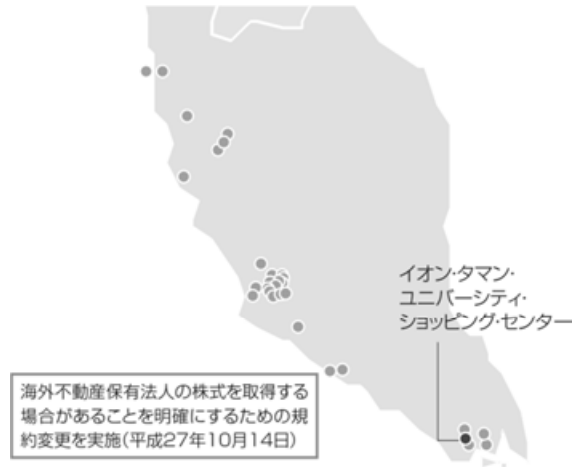 イオン・タマン・
ユニバーシティ・
ショッピング・センター
海外不動産保有法人の株式を取得する
場合があることを明確にするための規
約変更を実施(平成27年10月14日)